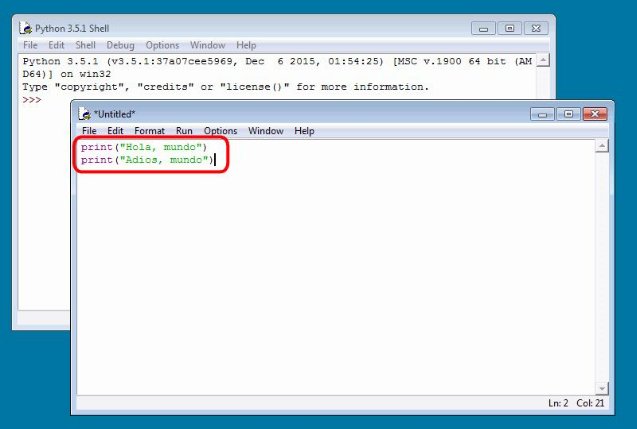 Python 3.5.1 Shell
File Edit Shell Debug Options Window Help
Python 3.5.1 (v3.5.1:37a07cee5969, Dec  6 2015, 01:54:25) [MSC v.1900 64 bit (AM
D64)] on win32
Type "copyright", "credits" or "license()" for more information.
>>>
*Untitled*
File Edit Format Run Options Window Help
print("Hola, mundo")
print("Adios, mundo")
Ln: 2 Col: 21